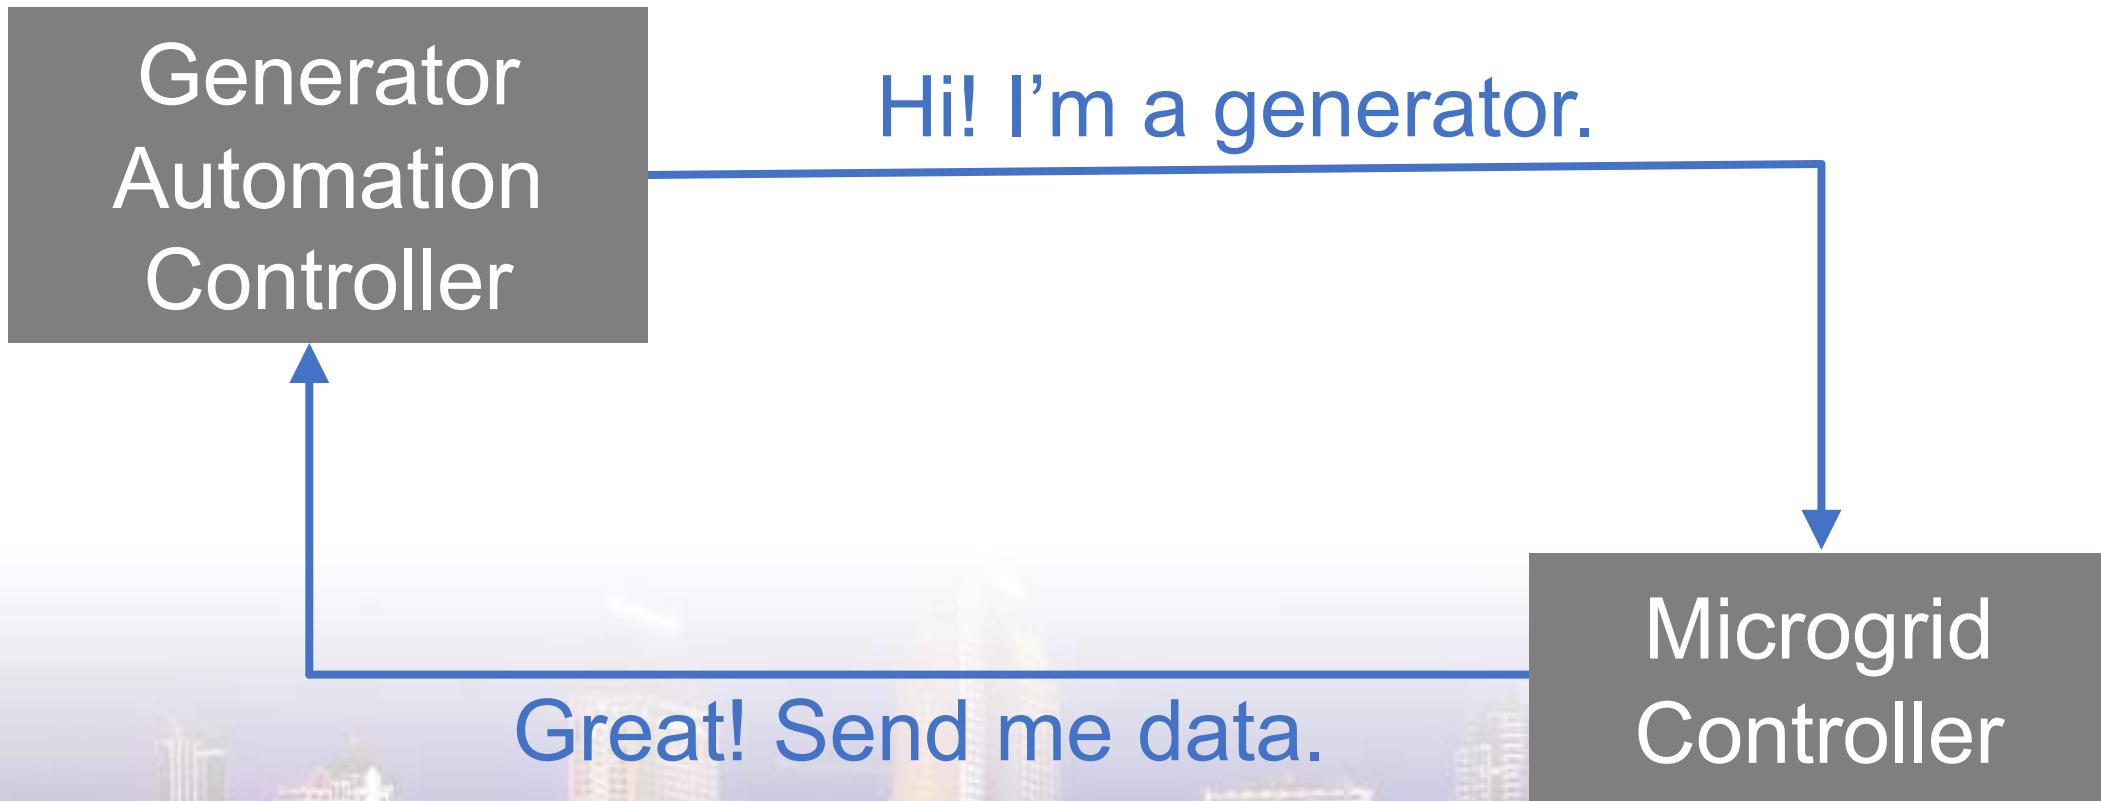 Generator
Automation
Controller
Hi! I’m a generator.
Great! Send me data.
Microgrid
Controller